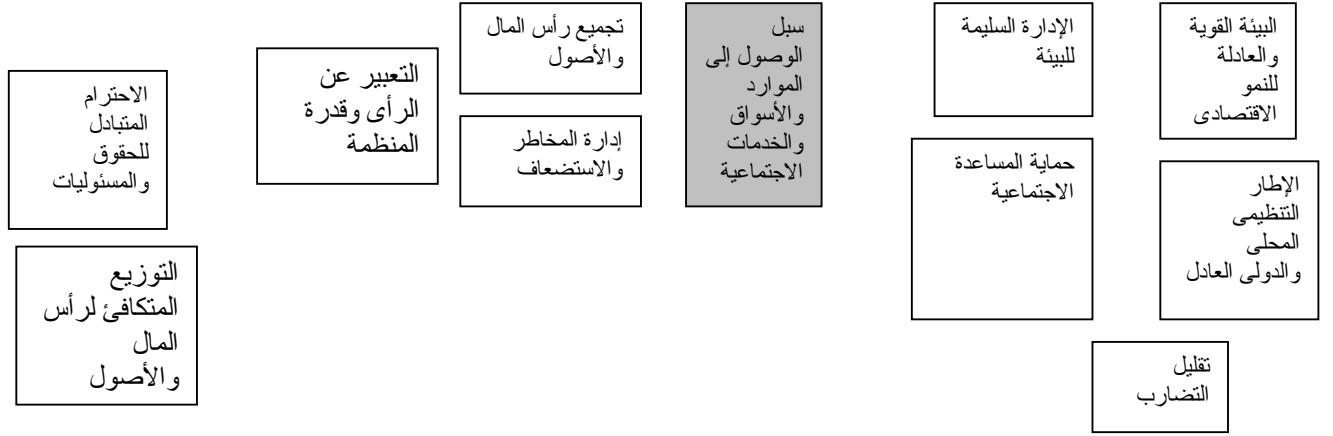 البيئة القوية
والعادلة
للنمو
الاقتصادى
الإطار
التنظيمى
المحلى
والدولى العادل
تقليل
التضارب
الإدارة السليمة
للبيئة
حماية المساعدة
الاجتماعية
سبل
الوصول إلى
الموارد
والأسواق
والخدمات
الاجتماعية
تجميع رأس المال
والأصول
إدارة المخاطر
والاستضعاف
التعبير عن
الرأى وقدرة
المنظمة
الاحترام
المتبادل
للحقوق
والمسئوليات
التوزيع
المتكافئ لرأس
المال
والأصول